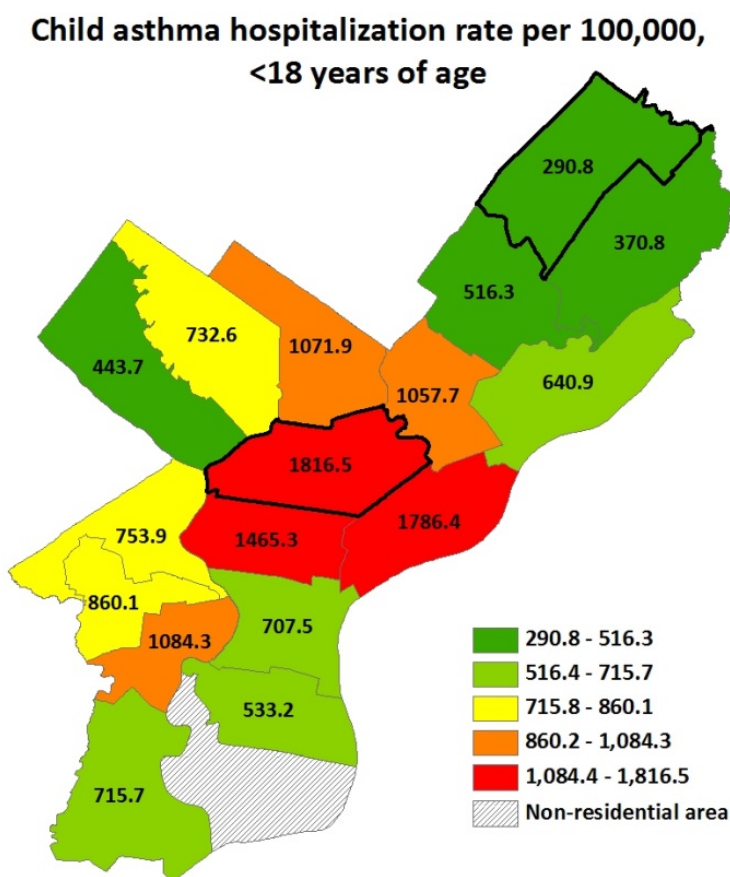 Child asthma hospitalization rate per 100,000,
<18 years of age
290.8
370.8
516.3
732.6
1071.9
443.7
1057.7
640.9
1816.5
1786.4
753.9
1465.3
860.1
707.5
1084.3
533.2
715.7
290.8 - 516.3
516.4 - 715.7
715.8 - 860.1
860.2 - 1,084.3
1,084.4 - 1,816.5
Non-residential area